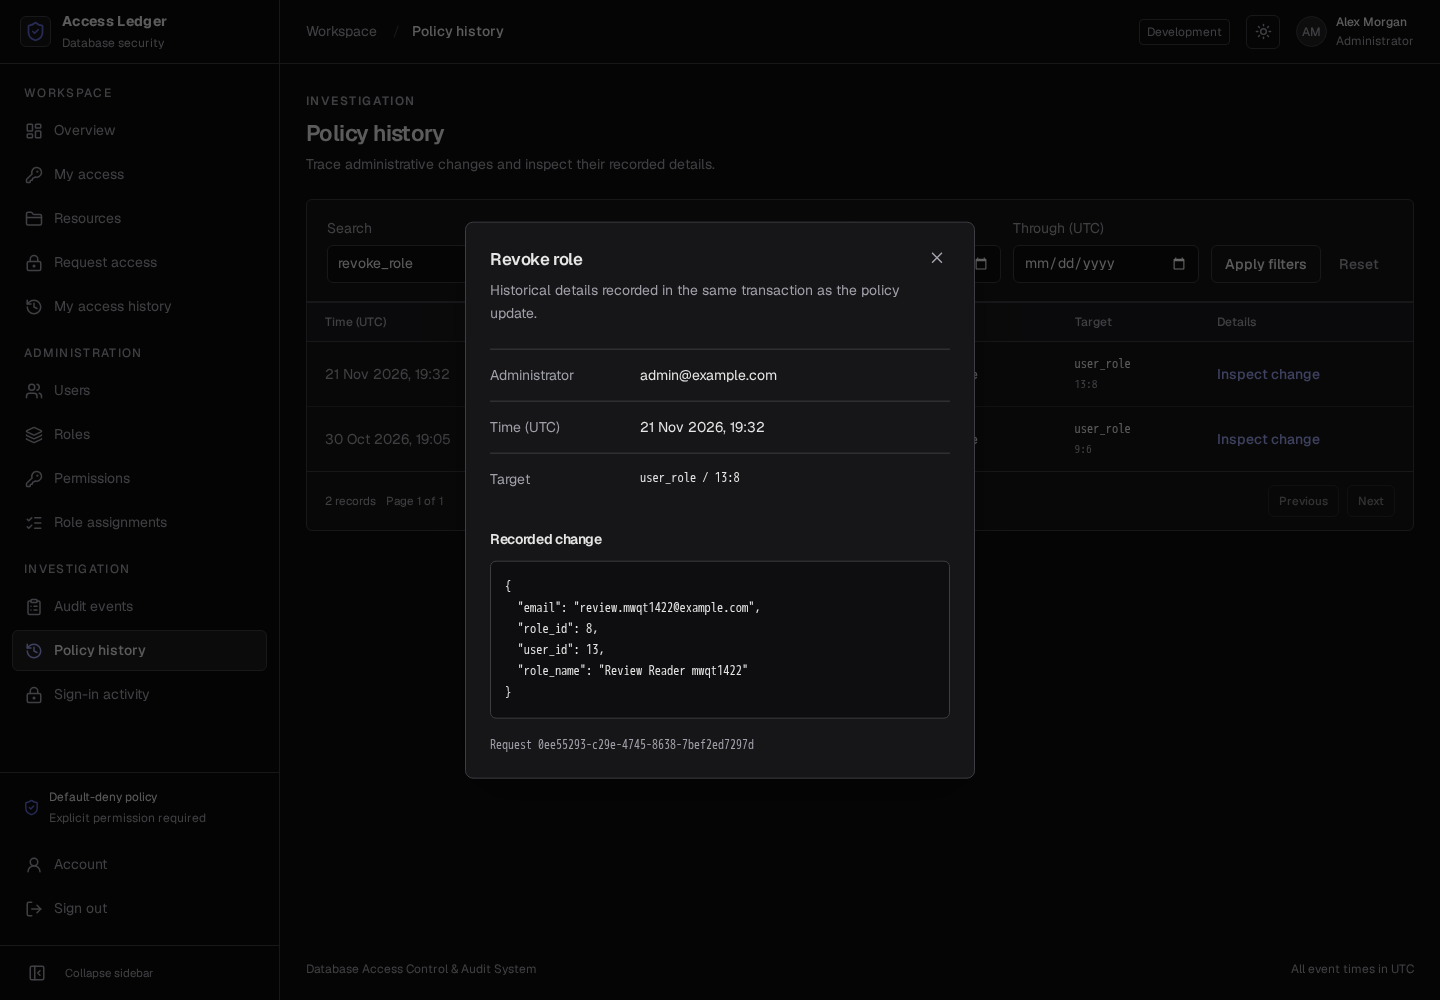 Access Ledger
Database security
Workspace / Policy history
Development
AM
Alex Morgan
Administrator
WORKSPACE
Overview
My access
Resources
Request access
My access history
ADMINISTRATION
Users
Roles
Permissions
Role assignments
INVESTIGATION
Audit events
Policy history
Sign-in activity
Default-deny policy
Explicit permission required
Account
Sign out
Collapse sidebar
INVESTIGATION
Policy history
Trace administrative changes and inspect their recorded details.
Search
Through (UTC)
revoke_role
mm/dd/yyyy
Apply filters
Reset
Time (UTC)
Target
Details
21 Nov 2026, 19:32
user_role
13:8
Inspect change
30 Oct 2026, 19:05
user_role
9:6
Inspect change
2 records Page 1 of 1
Previous
Next
Revoke role
Historical details recorded in the same transaction as the policy
update.
Administrator admin@example.com
Time (UTC) 21 Nov 2026, 19:32
Target user_role / 13:8
Recorded change
{
"email": "review.mwqt1422@example.com",
"role_id": 8,
"user_id": 13,
"role_name": "Review Reader mwqt1422"
}
Request 0ee55293-c29e-4745-8638-7bef2ed7297d
Database Access Control & Audit System
All event times in UTC